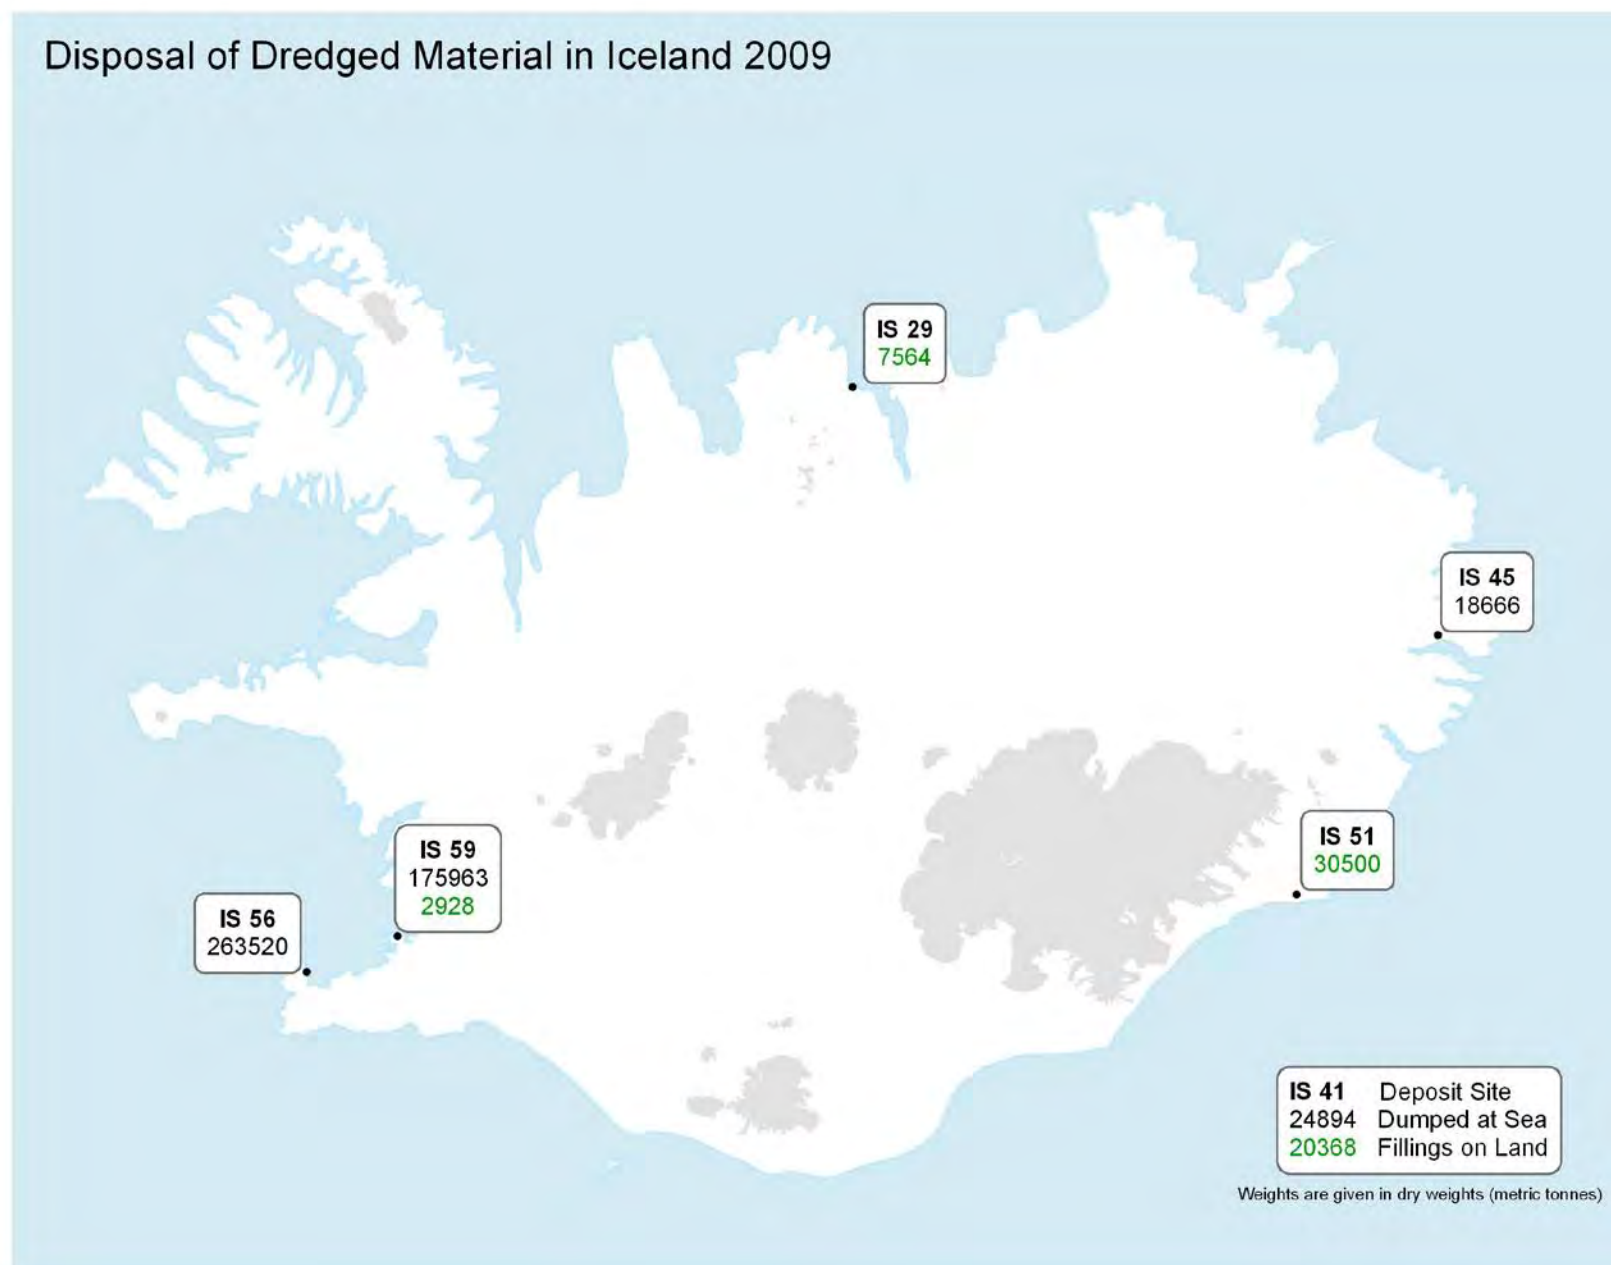 Disposal of Dredged Material in Iceland 2009
IS 29
7564
IS 45
18666
IS 59
175963
2928
IS 51
30500
IS 56
263520
IS 41 Deposit Site
24894 Dumped at Sea
20368 Fillings on Land
Weights are given in dry weights (metric tonnes)